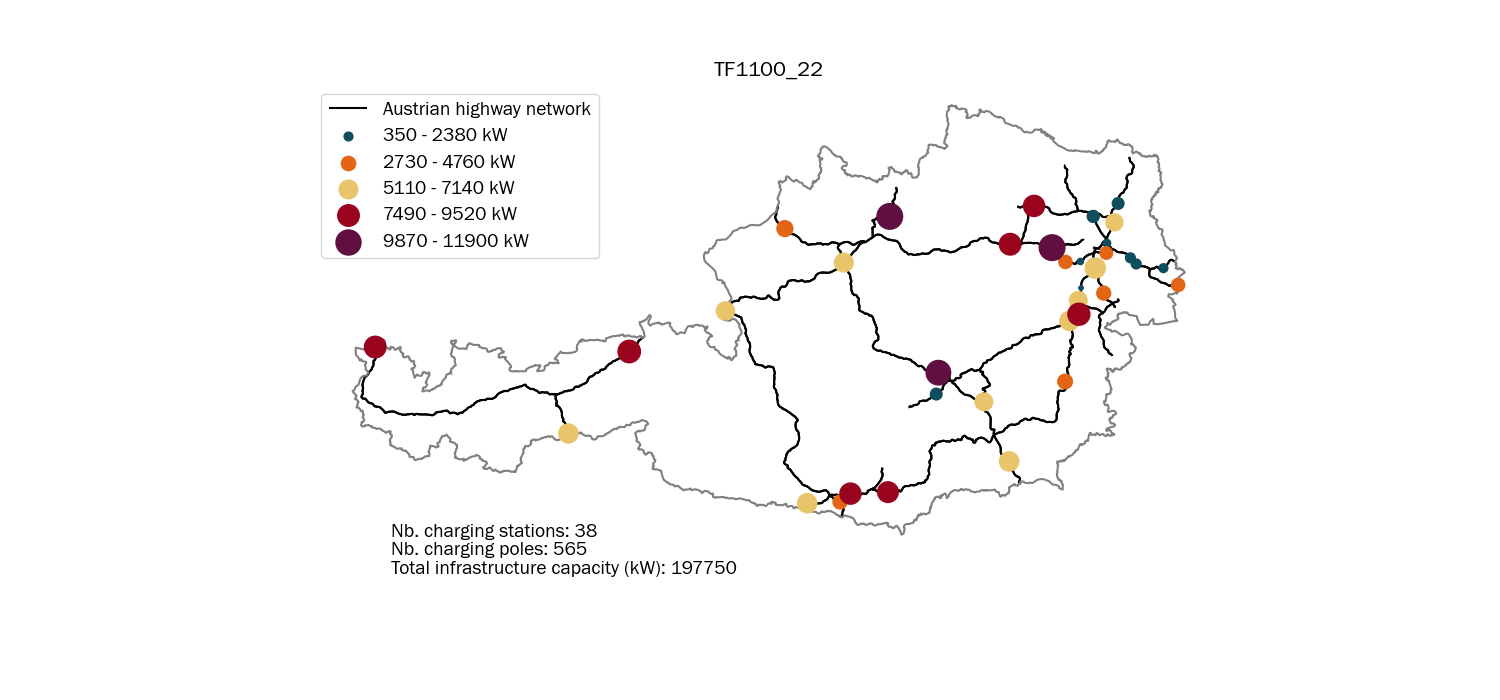 TF1100_22
Austrian highway network
350 - 2380 kW
2730 - 4760 kW
5110 - 7140 kW
7490 - 9520 kW
9870 - 11900 kW
Nb. charging stations: 38
Nb. charging poles: 565
Total infrastructure capacity (kW): 197750